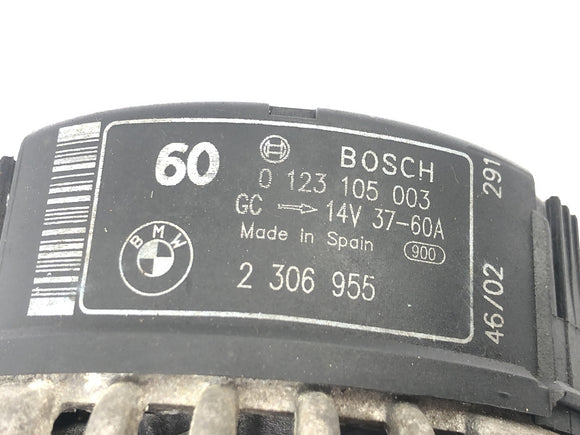 60
BOSCH
0 123 105 003
GC 14V 37-60A
Made in Spain 900
BMW
2 306 955
291
46/02